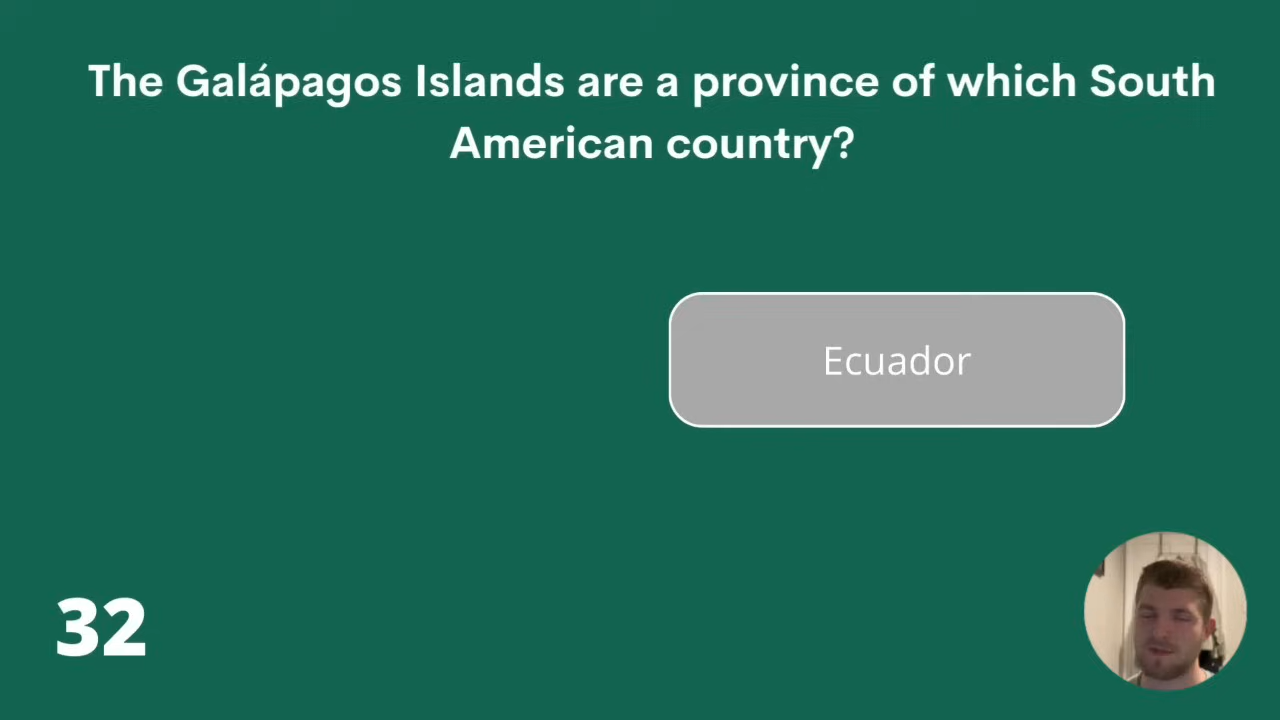 The Galápagos Islands are a province of which South
American country?
Ecuador
32